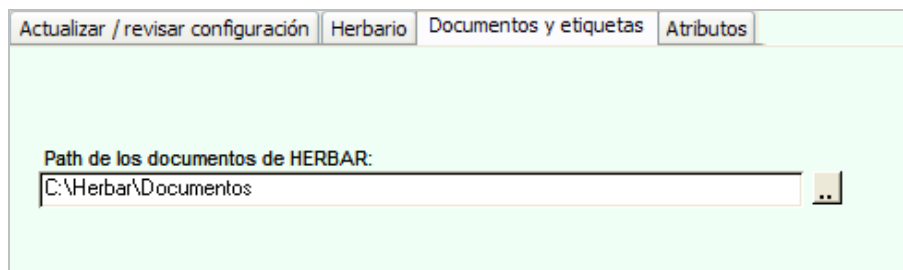 Actualizar / revisar configuración Herbario Documentos y etiquetas Atributos
Path de los documentos de HERBAR:
C:\Herbar\Documentos ..